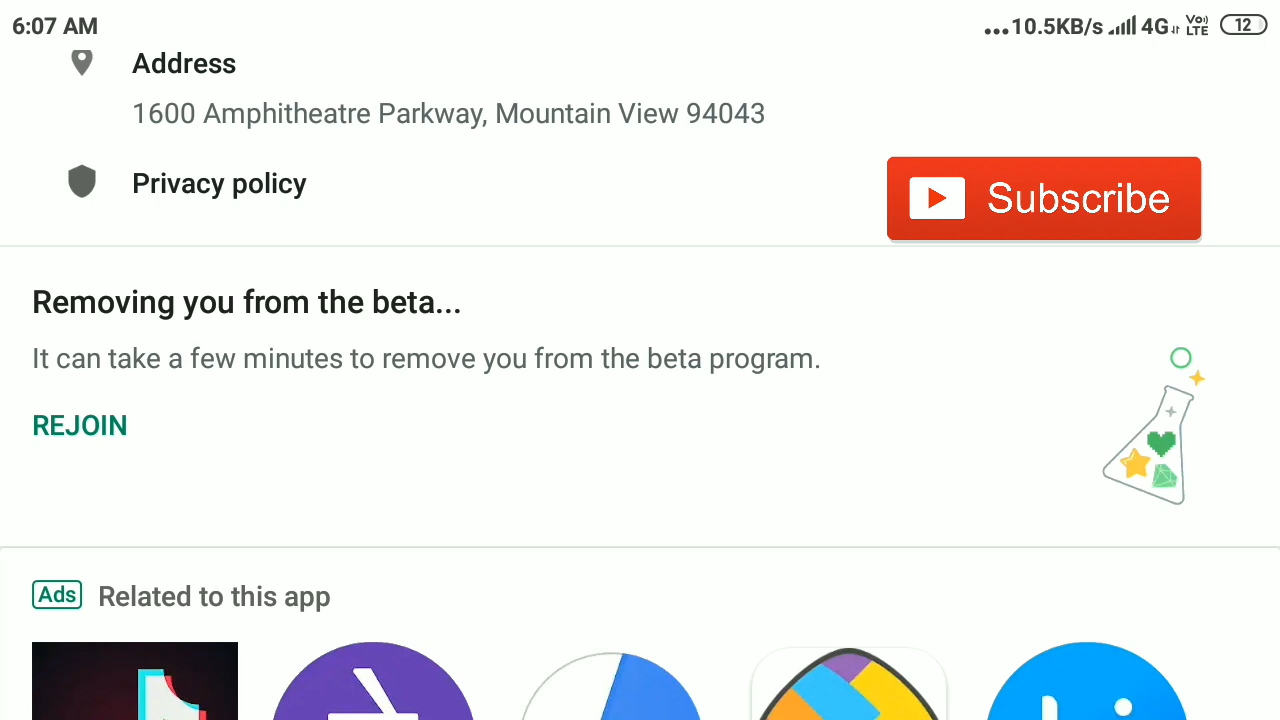 6:07 AM
...10.5KB/s 4G Vo) LTE 12
Address
1600 Amphitheatre Parkway, Mountain View 94043
Privacy policy
Subscribe
Removing you from the beta...
It can take a few minutes to remove you from the beta program.
REJOIN
Ads Related to this app